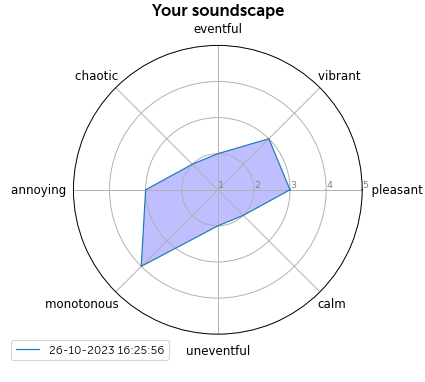 Your soundscape
eventful
chaotic
vibrant
annoying
1
2
3
4
5
pleasant
monotonous
calm
uneventful
26-10-2023 16:25:56